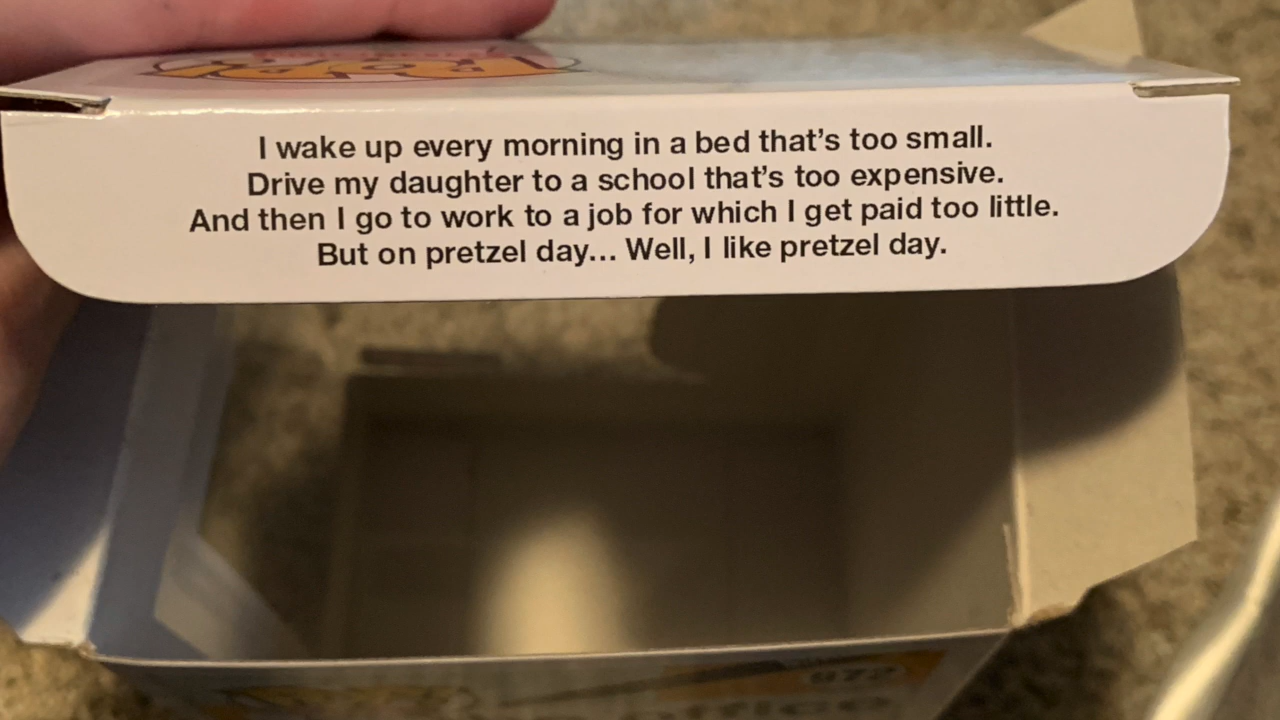 I wake up every morning in a bed that's too small.
Drive my daughter to a school that's too expensive.
And then I go to work to a job for which I get paid too little.
But on pretzel day... Well, I like pretzel day.
office